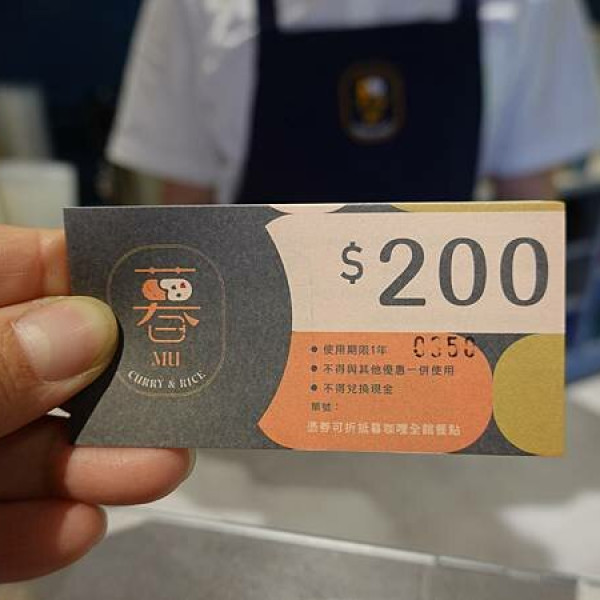 暮
MU
CURRY & RICE
$200
● 使用期限1年 0350
● 不得與其他優惠一併使用
● 不得兌換現金
編號：
憑券可折抵暮咖哩全館餐點